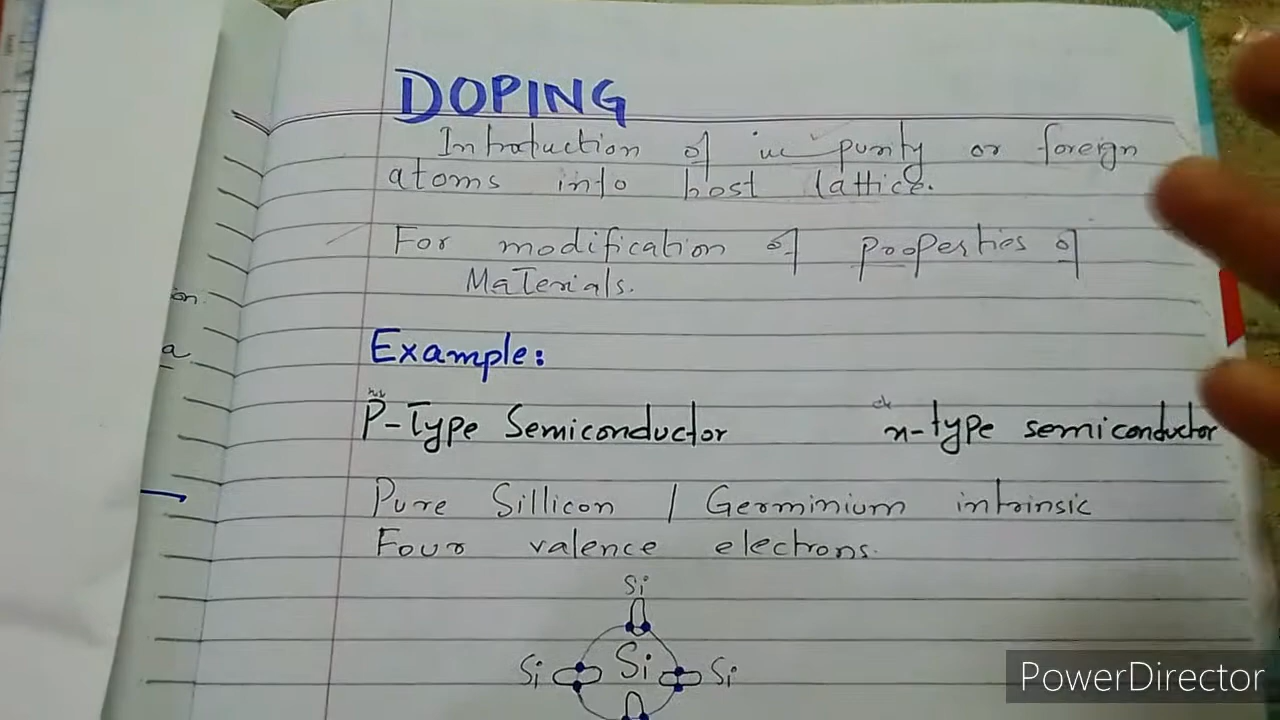 DOPING
Introduction of impurity or foreign
atoms into host lattice.
For modification of properties of
Materials.
ion.
a
Example:
P-Type Semiconductor n-type semiconductor
Pure Sillicon / Germinium intrinsic
Four valence electrons.
Si
Si Si Si
PowerDirector